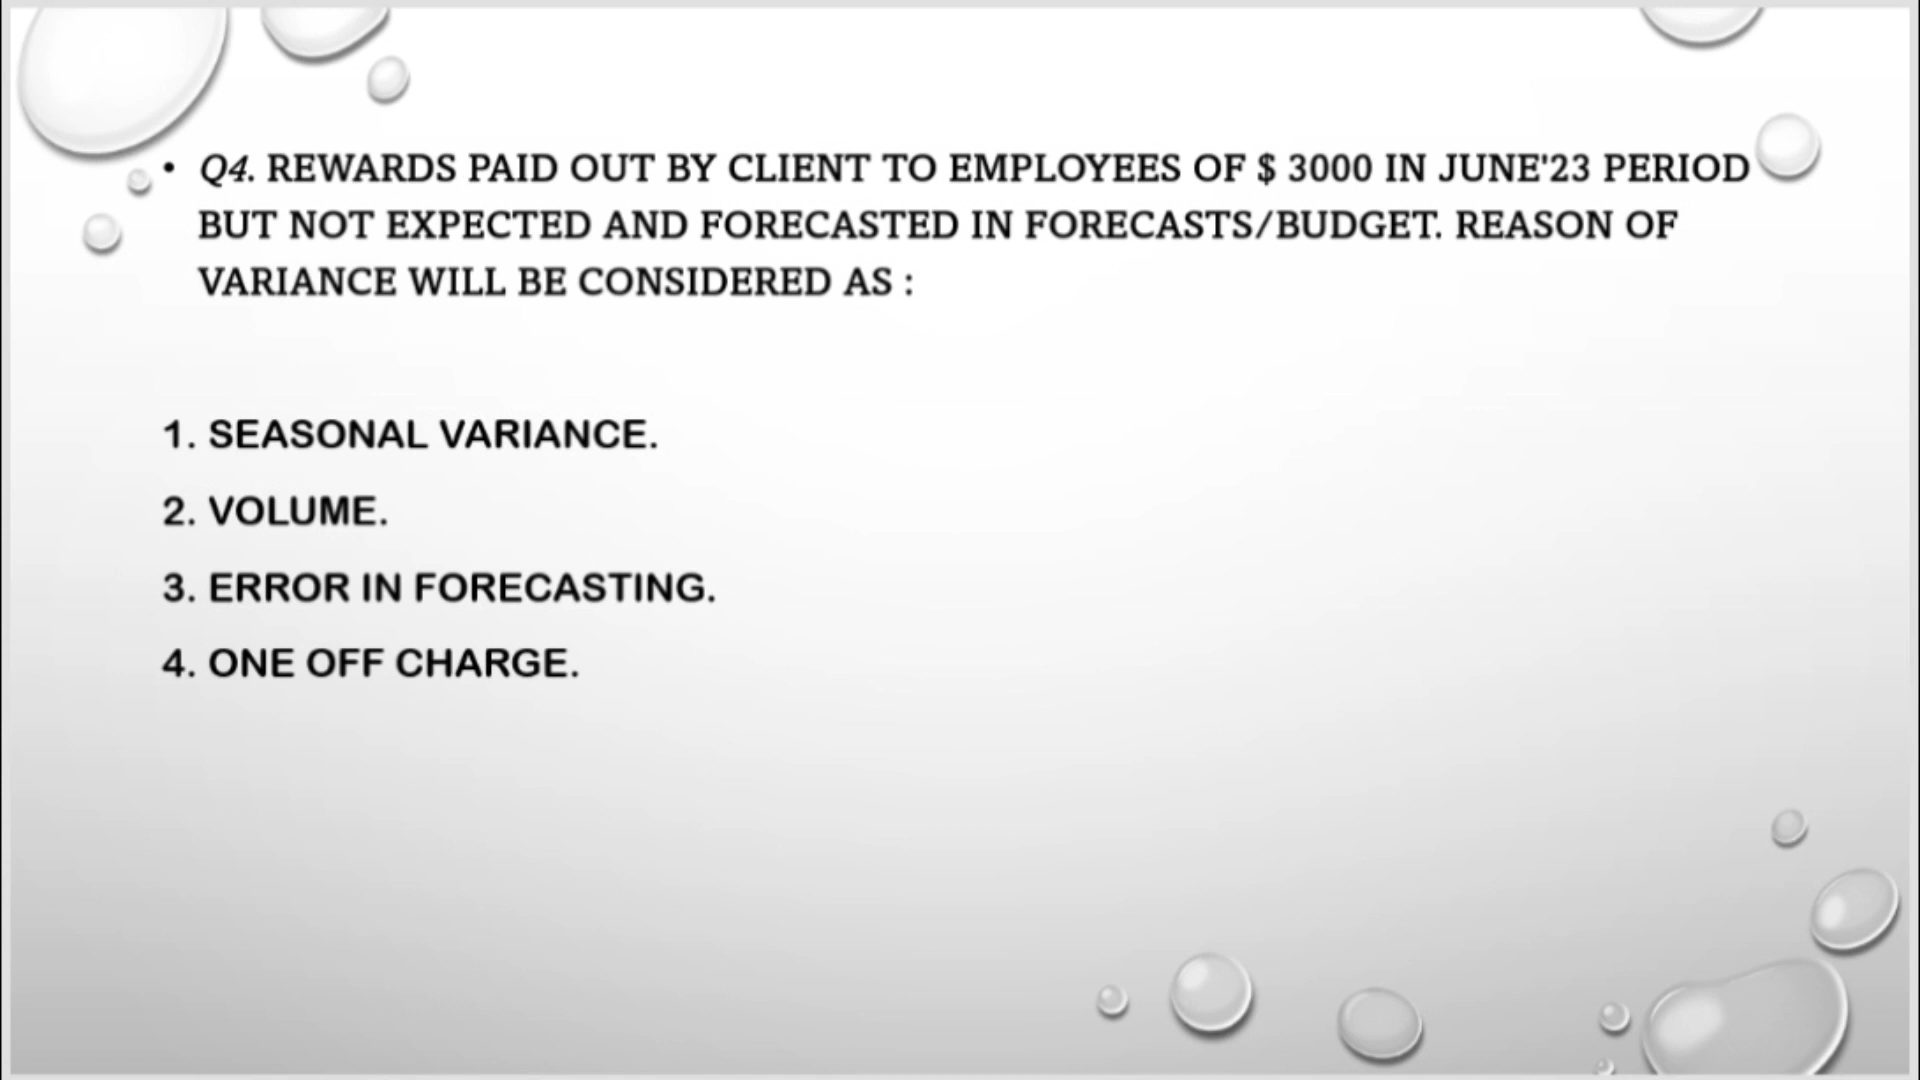 • Q4. REWARDS PAID OUT BY CLIENT TO EMPLOYEES OF $ 3000 IN JUNE'23 PERIOD
BUT NOT EXPECTED AND FORECASTED IN FORECASTS/BUDGET. REASON OF
VARIANCE WILL BE CONSIDERED AS :
1. SEASONAL VARIANCE.
2. VOLUME.
3. ERROR IN FORECASTING.
4. ONE OFF CHARGE.